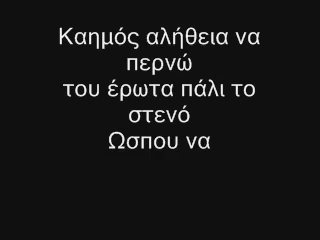 Καημός αλήθεια να
περνώ
του έρωτα πάλι το
στενό
Ωσπου να